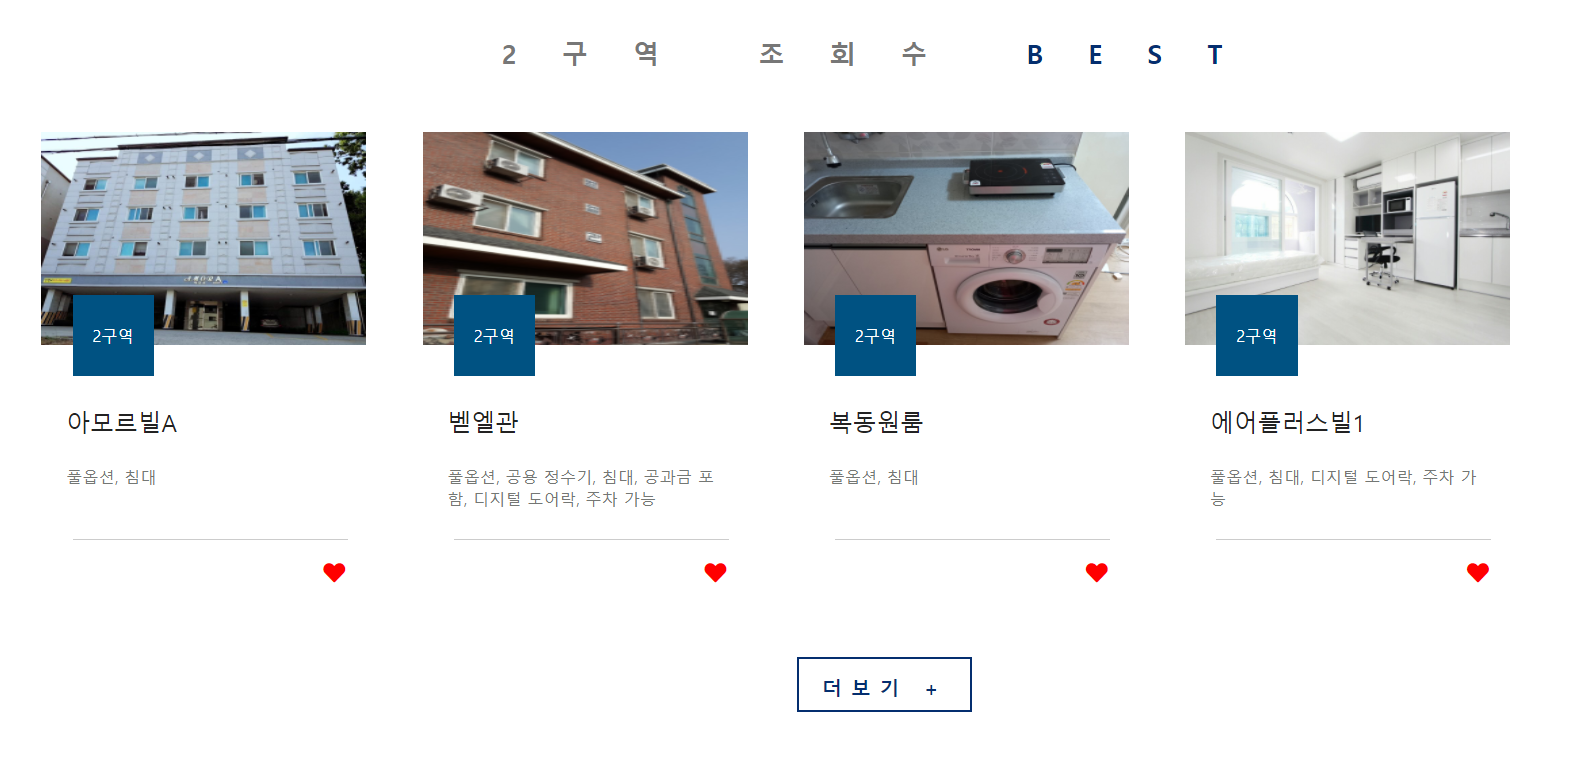 2구역 조회수 BEST
2구역
2구역
2구역
2구역
아모르빌A
벧엘관
복동원룸
에어플러스빌1
풀옵션, 침대
풀옵션, 공용 정수기, 침대, 공과금 포
함, 디지털 도어락, 주차 가능
풀옵션, 침대
풀옵션, 침대, 디지털 도어락, 주차 가
능
더보기 +